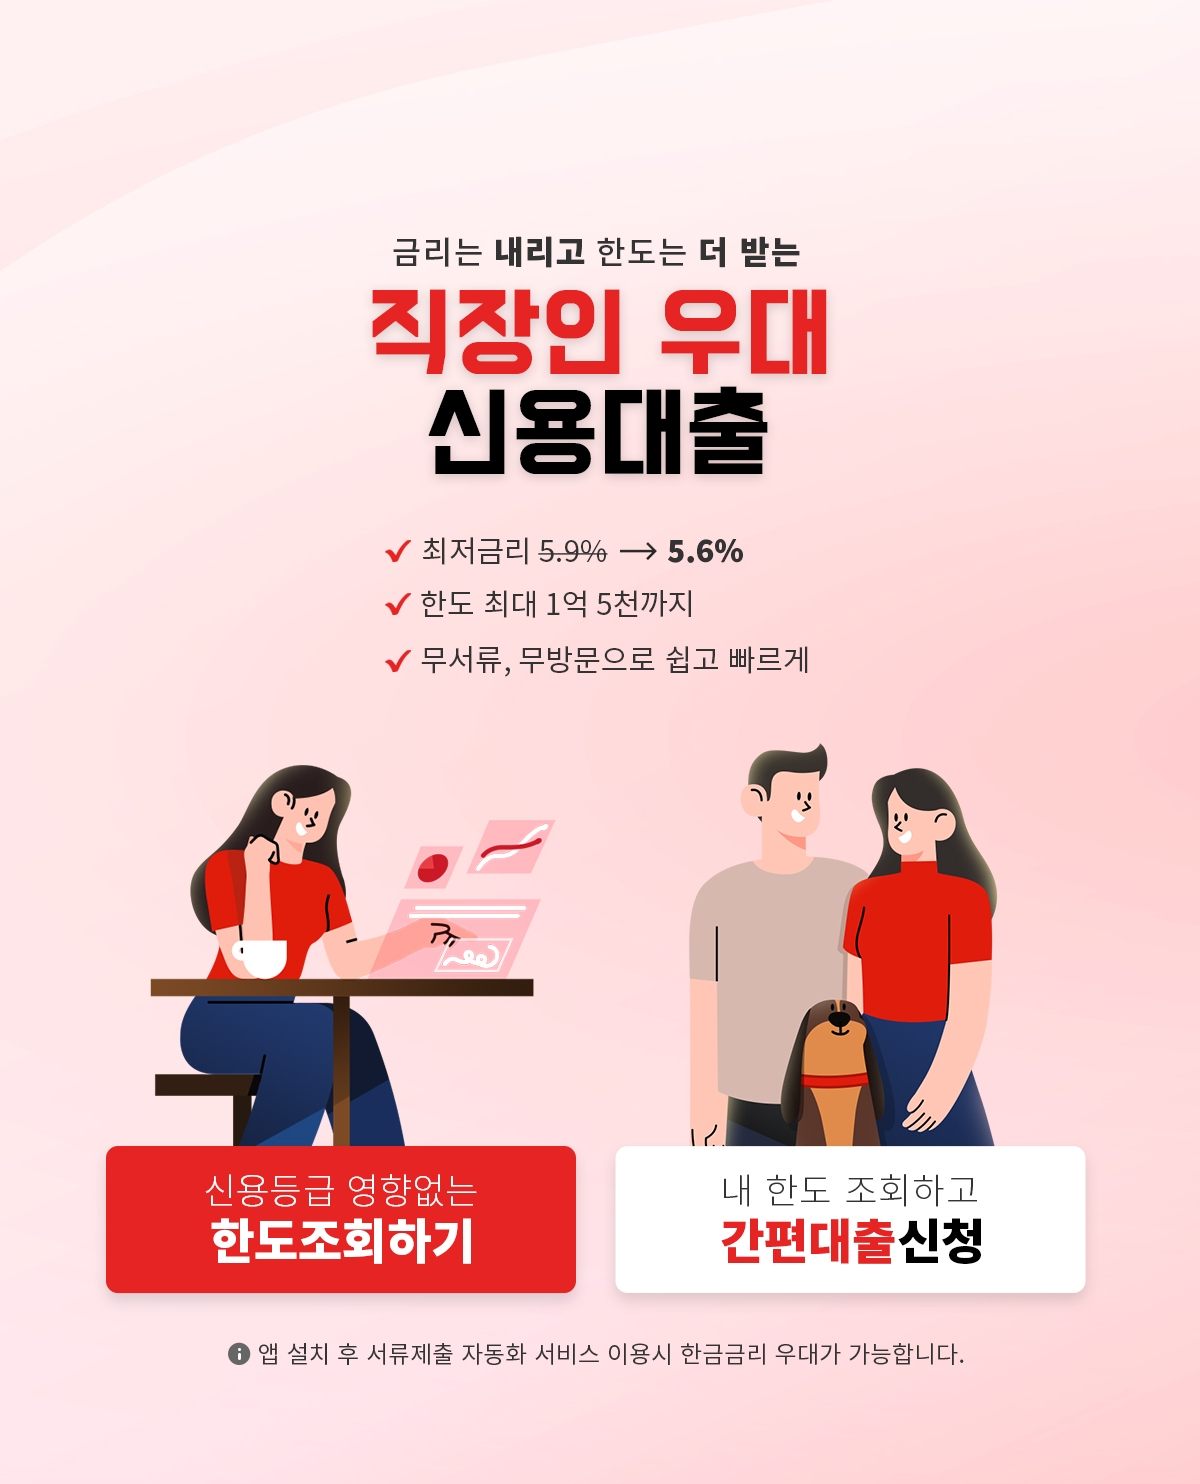 금리는 내리고 한도는 더 받는
직장인 우대
신용대출
최저금리 5.9% → 5.6%
한도 최대 1억 5천까지
무서류, 무방문으로 쉽고 빠르게
신용등급 영향없는
한도조회하기
내 한도 조회하고
간편대출신청
앱 설치 후 서류제출 자동화 서비스 이용시 한금금리 우대가 가능합니다.